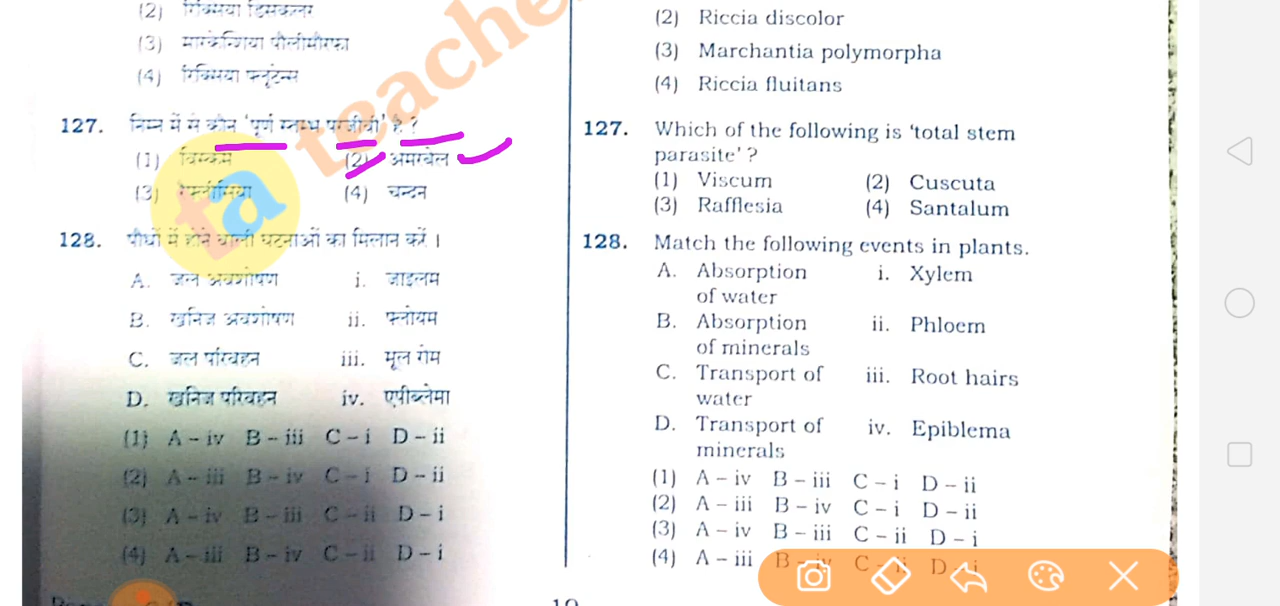 (2) रिक्सिया डिसकलर
(3) मारकेन्शिया पौलीमौरफा
(4) रिक्सिया फ्लूटेन्स
127. निम्न में से कौन 'पूर्ण स्तम्भ परजीवी' है ?
(1) विस्कम (2) अमरबेल
(3) रेफ्लीसिया (4) चन्दन
128. पौधों में होने वाली घटनाओं का मिलान करें ।
A. जल अवशोषण i. जाइलम
B. खनिज अवशोषण ii. फ्लोयम
C. जल परिवहन iii. मूल रोम
D. खनिज परिवहन iv. एपीब्लेमा
(1) A – iv B – iii C – i D – ii
(2) A – iii B – iv C – i D – ii
(3) A – iv B – iii C – ii D – i
(4) A – iii B – iv C – ii D – i
(2) Riccia discolor
(3) Marchantia polymorpha
(4) Riccia fluitans
127. Which of the following is 'total stem
parasite' ?
(1) Viscum (2) Cuscuta
(3) Rafflesia (4) Santalum
128. Match the following events in plants.
A. Absorption i. Xylem
of water
B. Absorption ii. Phloem
of minerals
C. Transport of iii. Root hairs
water
D. Transport of iv. Epiblema
minerals
(1) A – iv B – iii C – i D – ii
(2) A – iii B – iv C – i D – ii
(3) A – iv B – iii C – ii D – i
(4) A – iii B – iv C – ii D – i
teache
ta